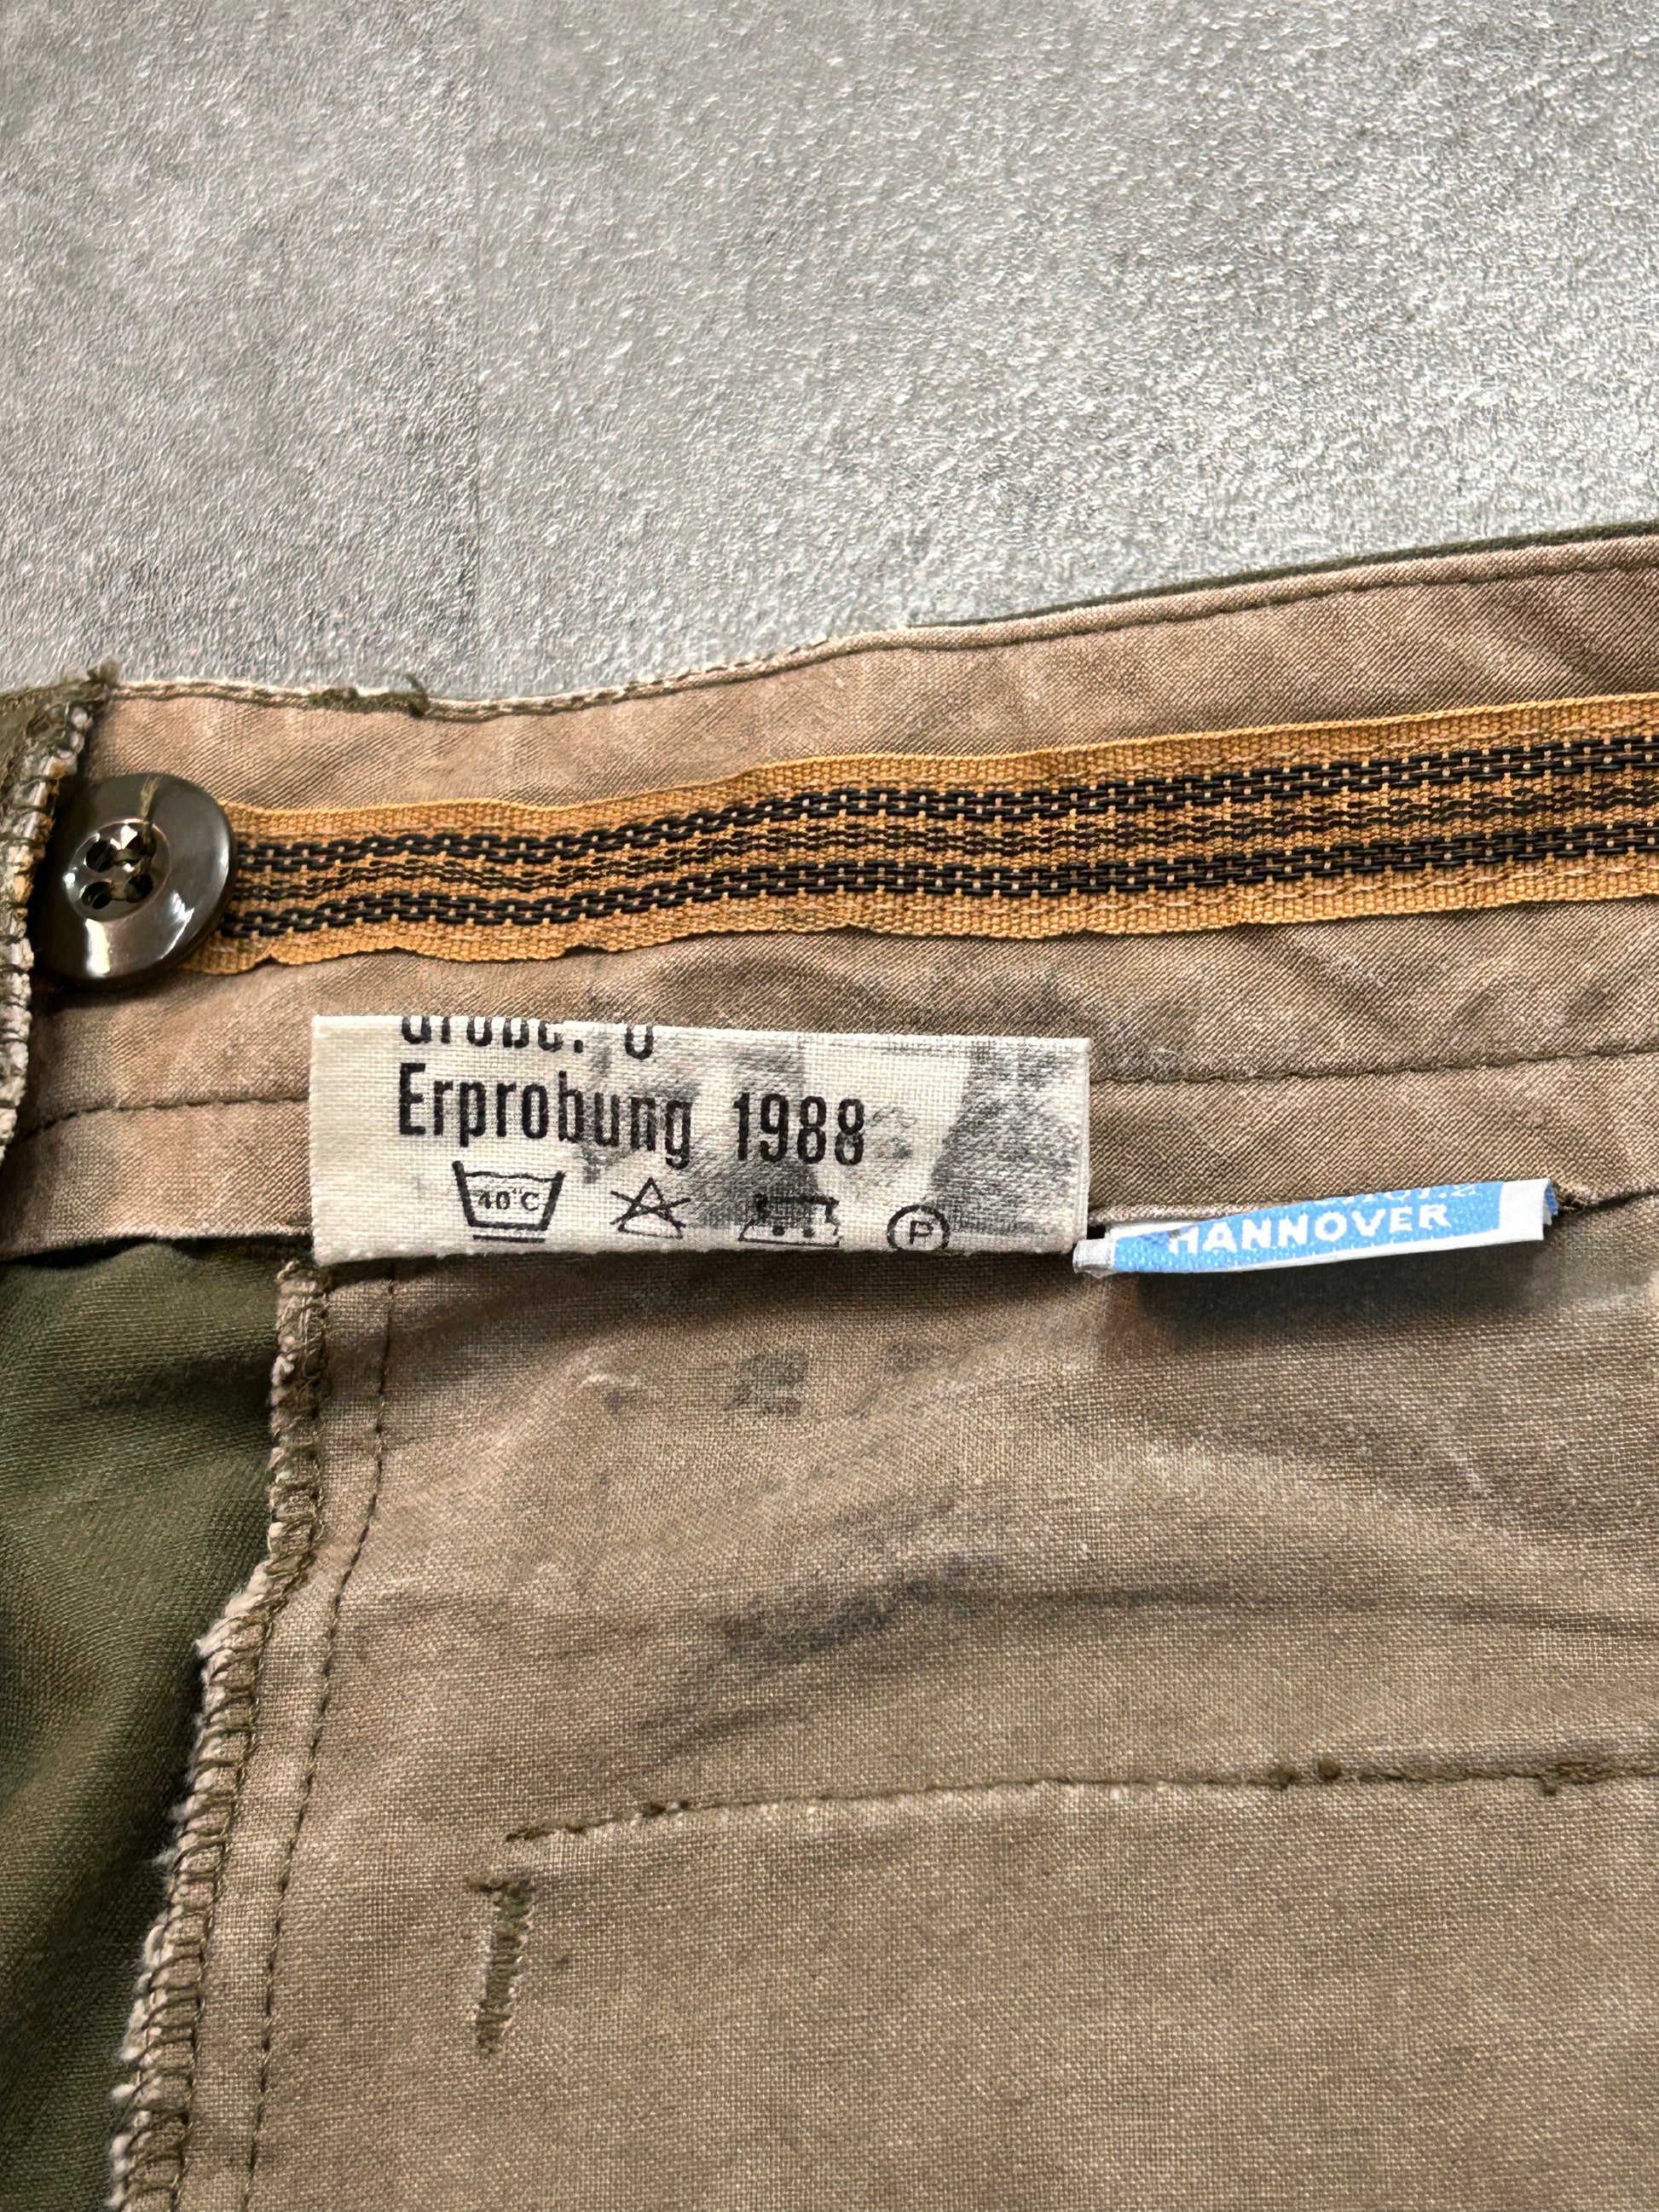 Erprobung 1988
40°C
P
HANNOVER